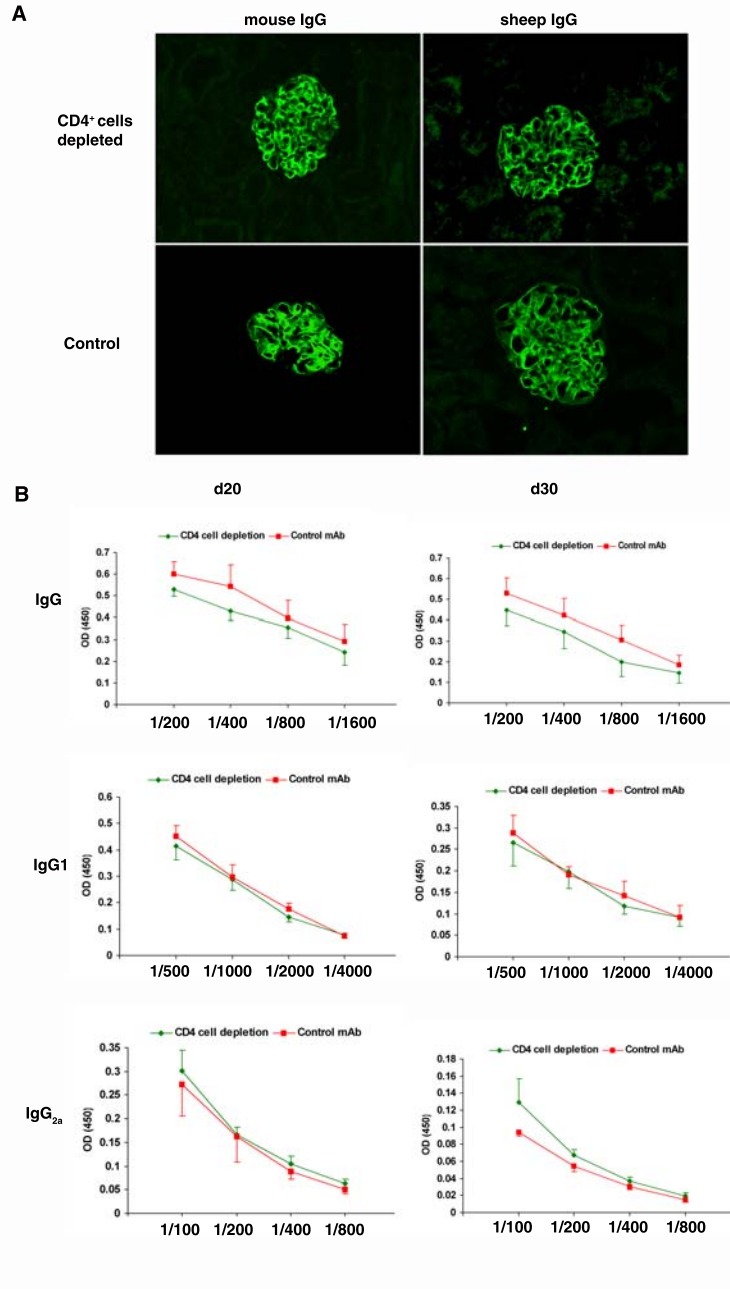 A
mouse IgG sheep IgG
CD4+ cells
depleted
Control
B
d20 d30
IgG
CD4 cell depletion Control mAb
OD (450)
0.7
0.6
0.5
0.4
0.3
0.2
0.1
0
1/200 1/400 1/800 1/1600
CD4 cell depletion Control mAb
OD (450)
0.7
0.6
0.5
0.4
0.3
0.2
0.1
0
1/200 1/400 1/800 1/1600
IgG1
CD4 cell depletion Control mAb
OD (450)
0.6
0.5
0.4
0.3
0.2
0.1
0
1/500 1/1000 1/2000 1/4000
CD4 cell depletion Control mAb
OD (450)
0.35
0.3
0.25
0.2
0.15
0.1
0.05
0
1/500 1/1000 1/2000 1/4000
IgG2a
CD4 cell depletion Control mAb
OD (450)
0.35
0.3
0.25
0.2
0.15
0.1
0.05
0
1/100 1/200 1/400 1/800
CD4 cell depletion Control mAb
OD (450)
0.18
0.16
0.14
0.12
0.1
0.08
0.06
0.04
0.02
0
1/100 1/200 1/400 1/800